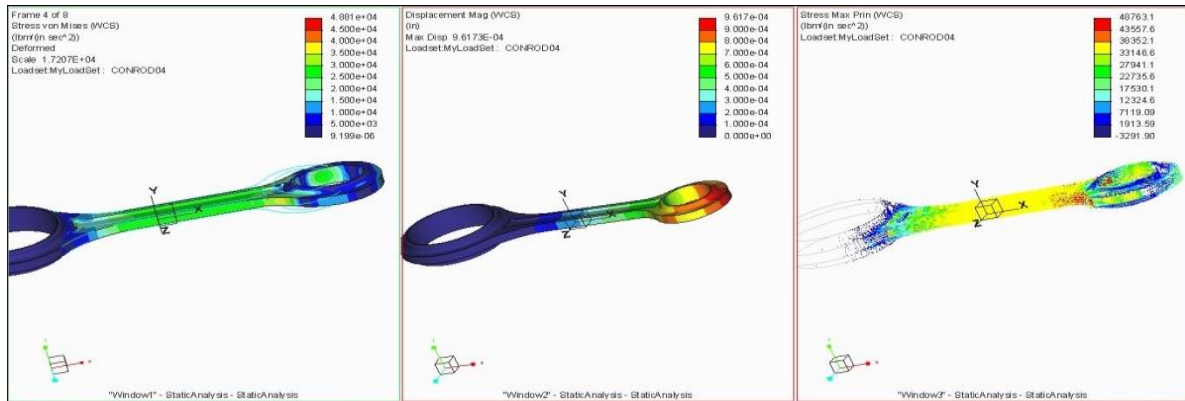 Frame 4 of 8
Stress von Mises (WCS)
(lbm/(in sec^2))
Deformed
Scale 1.7207E+04
Loadset:MyLoadSet : CONROD04
4.881e+04
4.500e+04
4.000e+04
3.500e+04
3.000e+04
2.500e+04
2.000e+04
1.500e+04
1.000e+04
5.000e+03
9.199e-06
Y
X
Z
"Window1" - StaticAnalysis - StaticAnalysis
Displacement Mag (WCS)
(in)
Max Disp 9.6173E-04
Loadset:MyLoadSet : CONROD04
9.617e-04
9.000e-04
8.000e-04
7.000e-04
6.000e-04
5.000e-04
4.000e-04
3.000e-04
2.000e-04
1.000e-04
0.000e+00
Y
X
Z
"Window2" - StaticAnalysis - StaticAnalysis
Stress Max Prin (WCS)
(lbm/(in sec^2))
Loadset:MyLoadSet : CONROD04
48763.1
43557.6
38352.1
33146.6
27941.1
22735.6
17530.1
12324.6
7119.09
1913.59
-3291.90
Y
X
Z
"Window3" - StaticAnalysis - StaticAnalysis